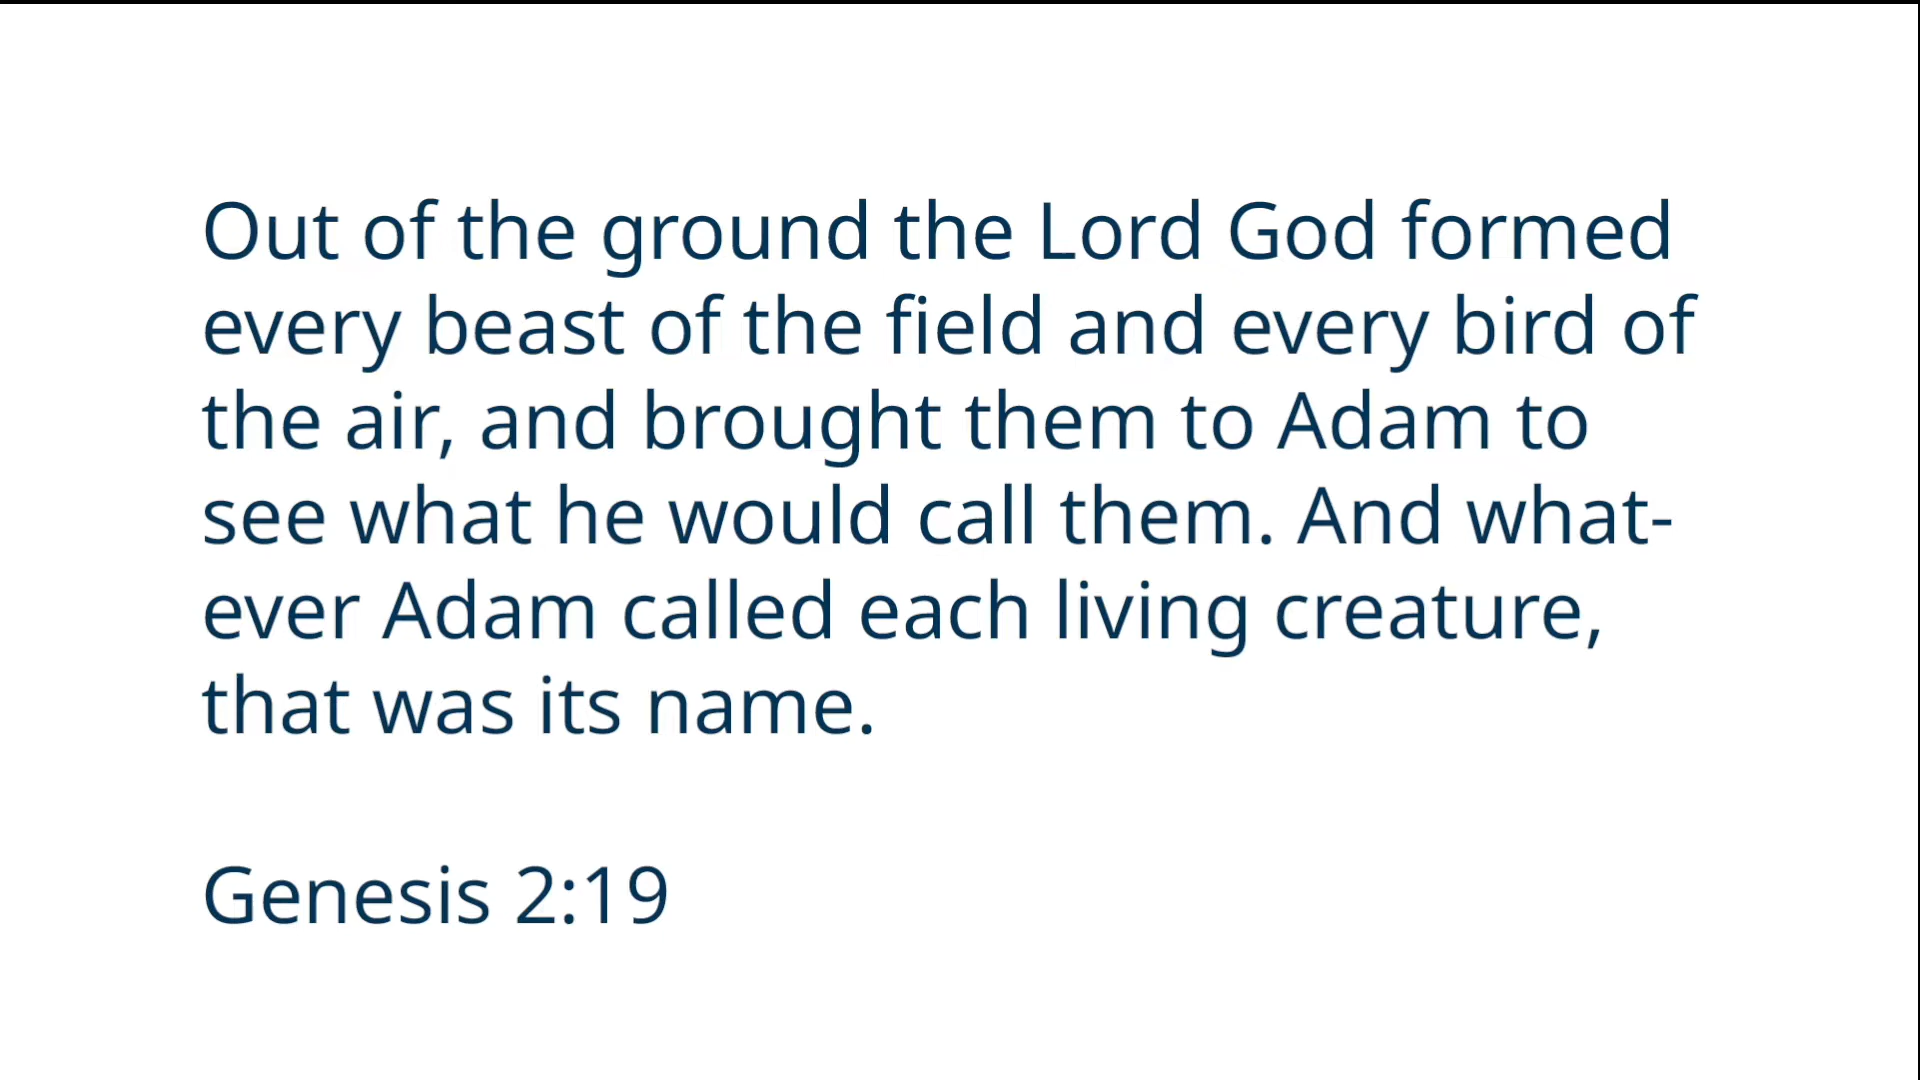 Out of the ground the Lord God formed
every beast of the field and every bird of
the air, and brought them to Adam to
see what he would call them. And what-
ever Adam called each living creature,
that was its name.
Genesis 2:19